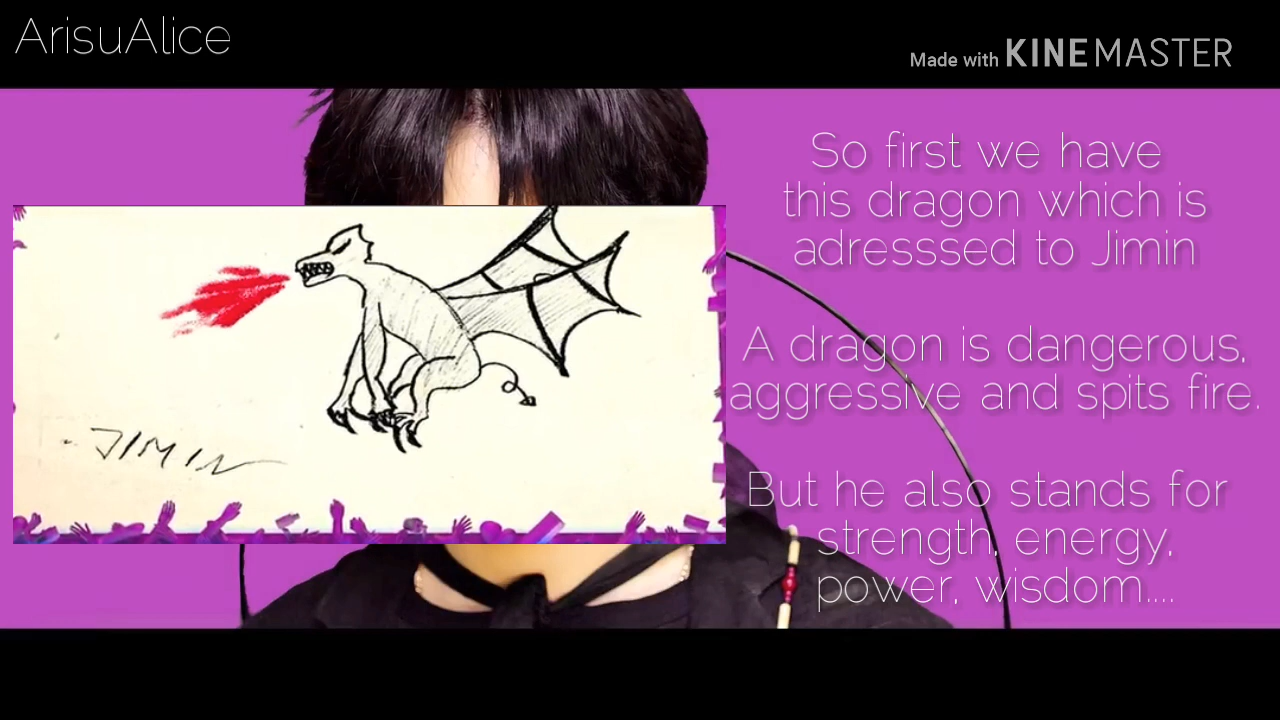 ArisuAlice
Made with KINEMASTER
So first we have
this dragon which is
adresssed to Jimin
A dragon is dangerous,
aggressive and spits fire.
But he also stands for
strength, energy,
power, wisdom....
JIMIN